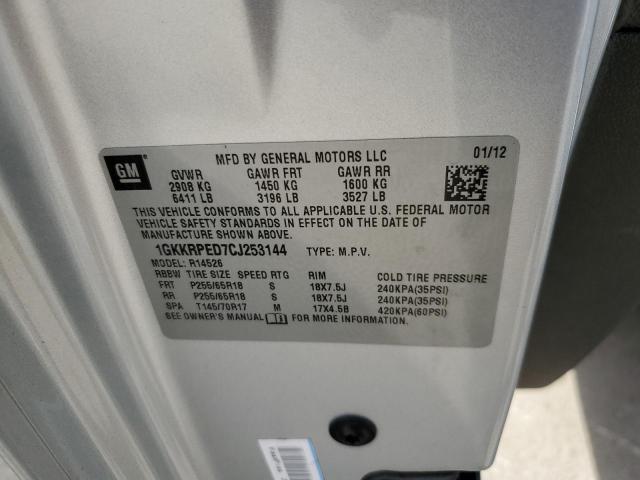 GM
MFD BY GENERAL MOTORS LLC 01/12
GVWR GAWR FRT GAWR RR
2908 KG 1450 KG 1600 KG
6411 LB 3196 LB 3527 LB
THIS VEHICLE CONFORMS TO ALL APPLICABLE U.S. FEDERAL MOTOR
VEHICLE SAFETY STANDARDS IN EFFECT ON THE DATE OF
MANUFACTURE SHOWN ABOVE.
1GKKRPED7CJ253144 TYPE: M.P.V.
MODEL: R14526
RBBW TIRE SIZE SPEED RTG RIM COLD TIRE PRESSURE
FRT P255/65R18 S 18X7.5J 240KPA(35PSI)
RR P255/65R18 S 18X7.5J 240KPA(35PSI)
SPA T145/70R17 M 17X4.5B 420KPA(60PSI)
SEE OWNER'S MANUAL FOR MORE INFORMATION.